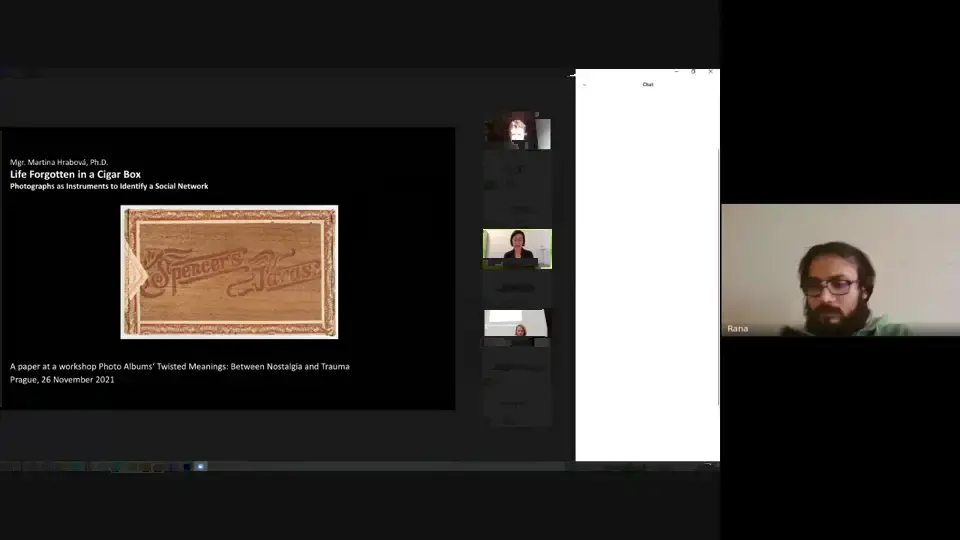 Mgr. Martina Hrabová, Ph.D.
Life Forgotten in a Cigar Box
Photographs as Instruments to Identify a Social Network
Spencer's
Javas
A paper at a workshop Photo Albums' Twisted Meanings: Between Nostalgia and Trauma
Prague, 26 November 2021
Chat
Rana